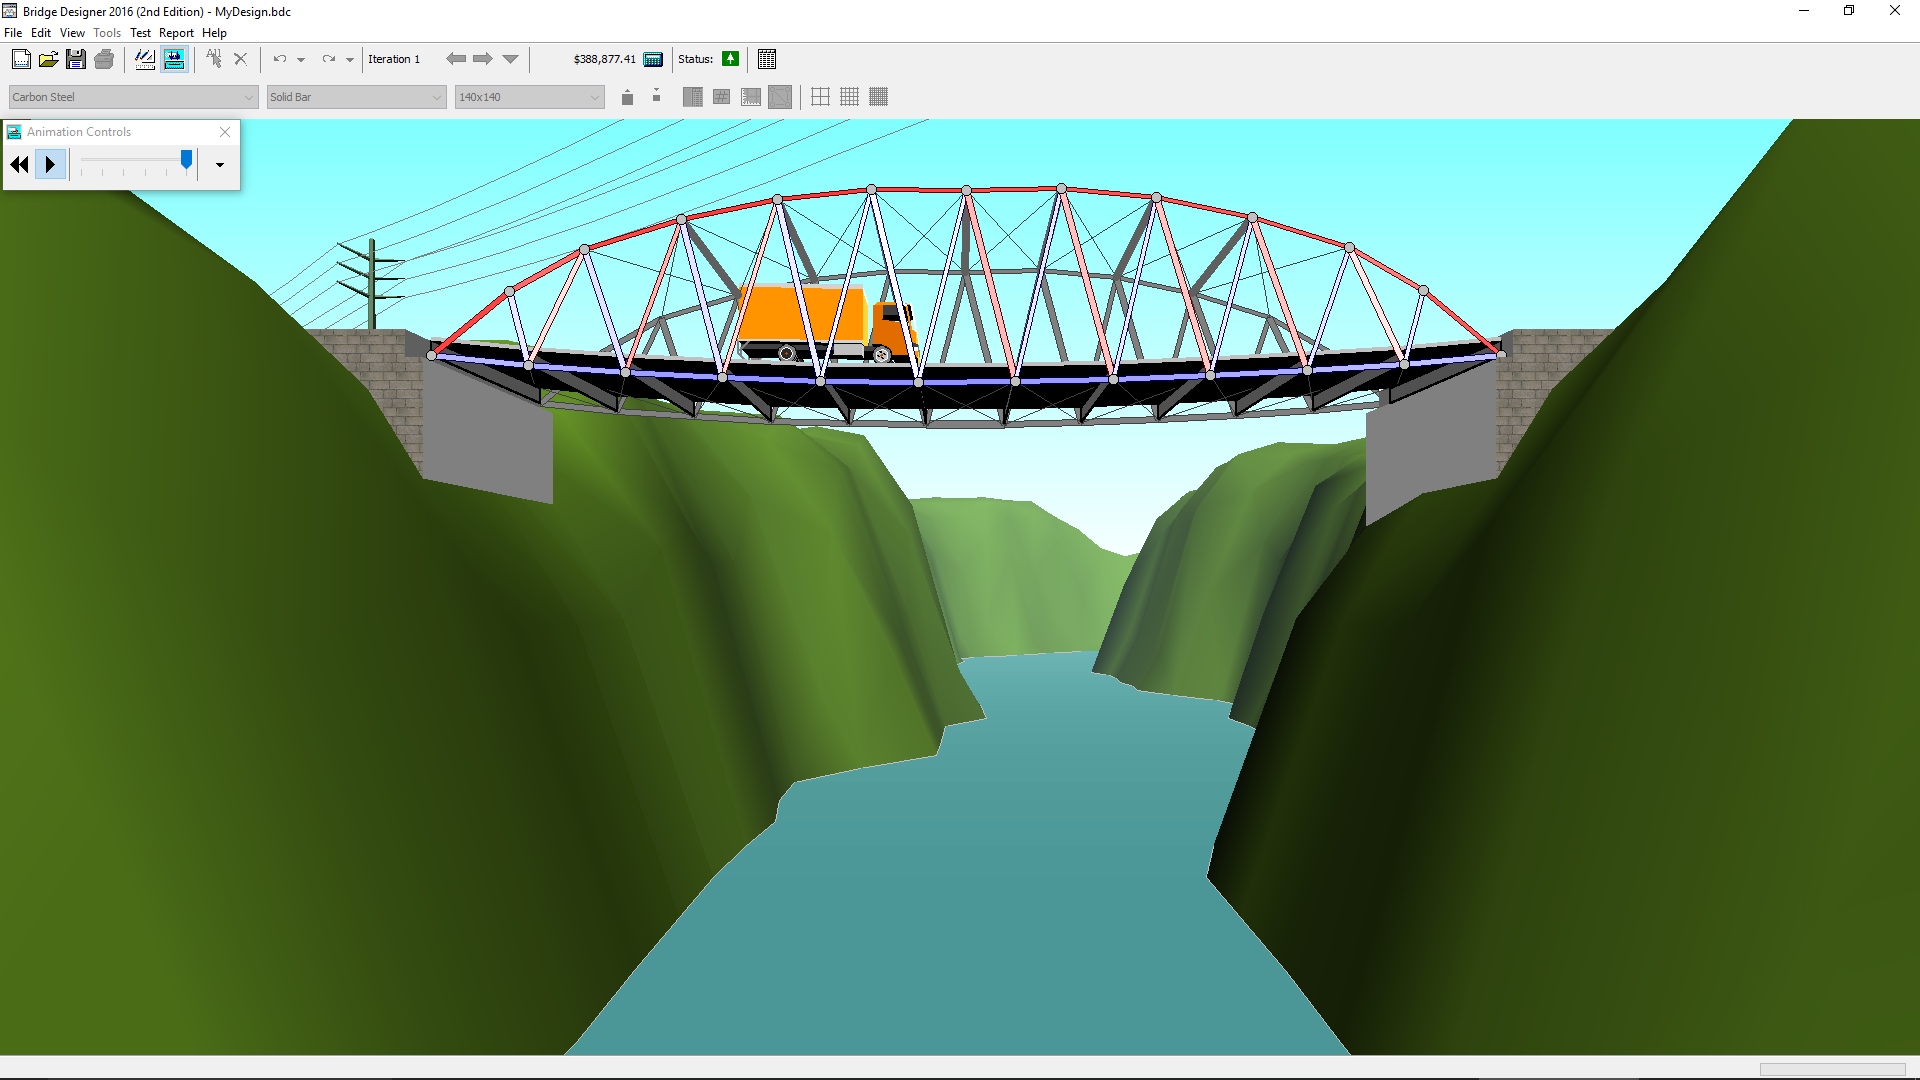 Bridge Designer 2016 (2nd Edition) - MyDesign.bdc
File Edit View Tools Test Report Help
All Iteration 1 $388,877.41 Status:
Carbon Steel Solid Bar 140x140
Animation Controls